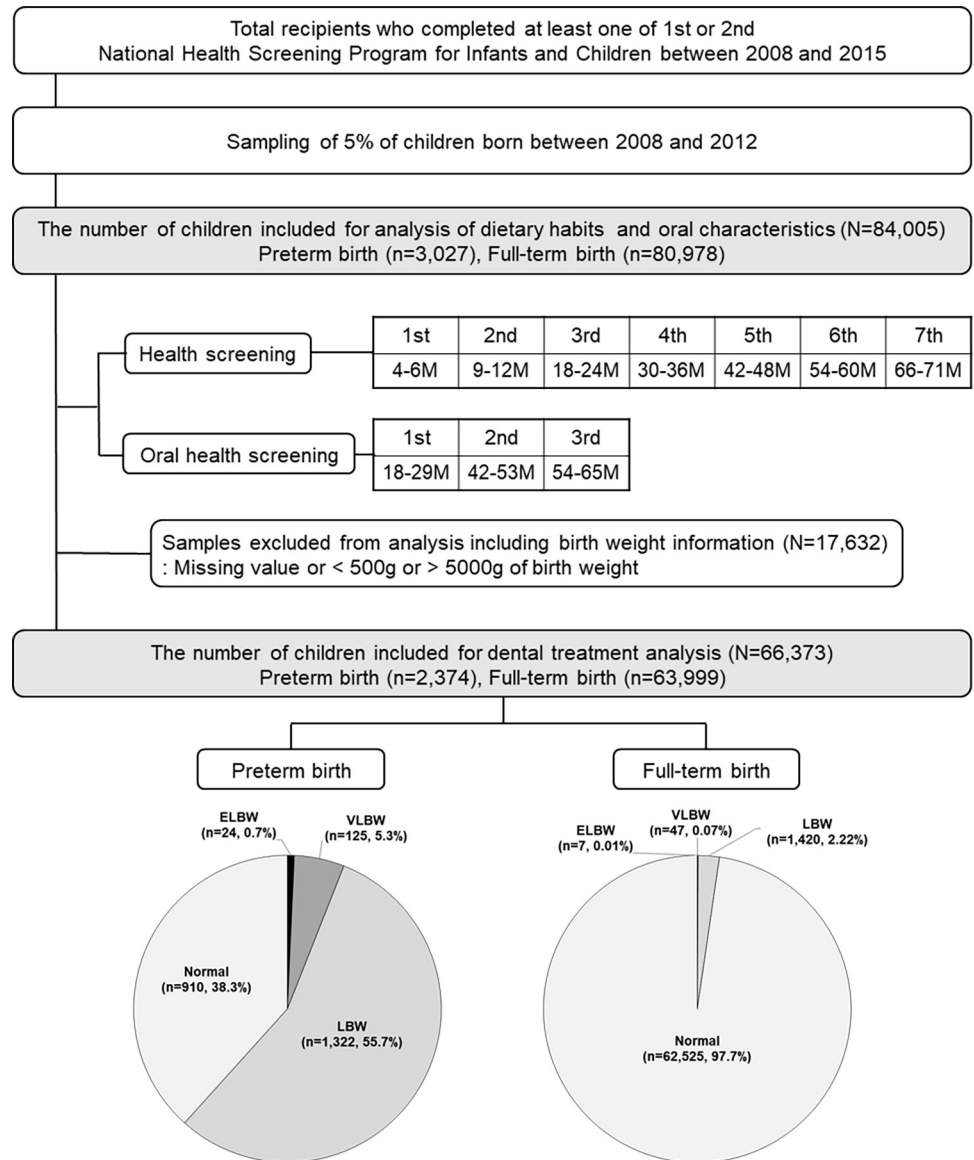 Total recipients who completed at least one of 1st or 2nd
National Health Screening Program for Infants and Children between 2008 and 2015
Sampling of 5% of children born between 2008 and 2012
The number of children included for analysis of dietary habits and oral characteristics (N=84,005)
Preterm birth (n=3,027), Full-term birth (n=80,978)
Health screening
1st 2nd 3rd 4th 5th 6th 7th
4-6M 9-12M 18-24M 30-36M 42-48M 54-60M 66-71M
Oral health screening
1st 2nd 3rd
18-29M 42-53M 54-65M
Samples excluded from analysis including birth weight information (N=17,632)
: Missing value or < 500g or > 5000g of birth weight
The number of children included for dental treatment analysis (N=66,373)
Preterm birth (n=2,374), Full-term birth (n=63,999)
Preterm birth
ELBW
(n=24, 0.7%)
VLBW
(n=125, 5.3%)
Normal
(n=910, 38.3%)
LBW
(n=1,322, 55.7%)
Full-term birth
ELBW
(n=7, 0.01%)
VLBW
(n=47, 0.07%)
LBW
(n=1,420, 2.22%)
Normal
(n=62,525, 97.7%)